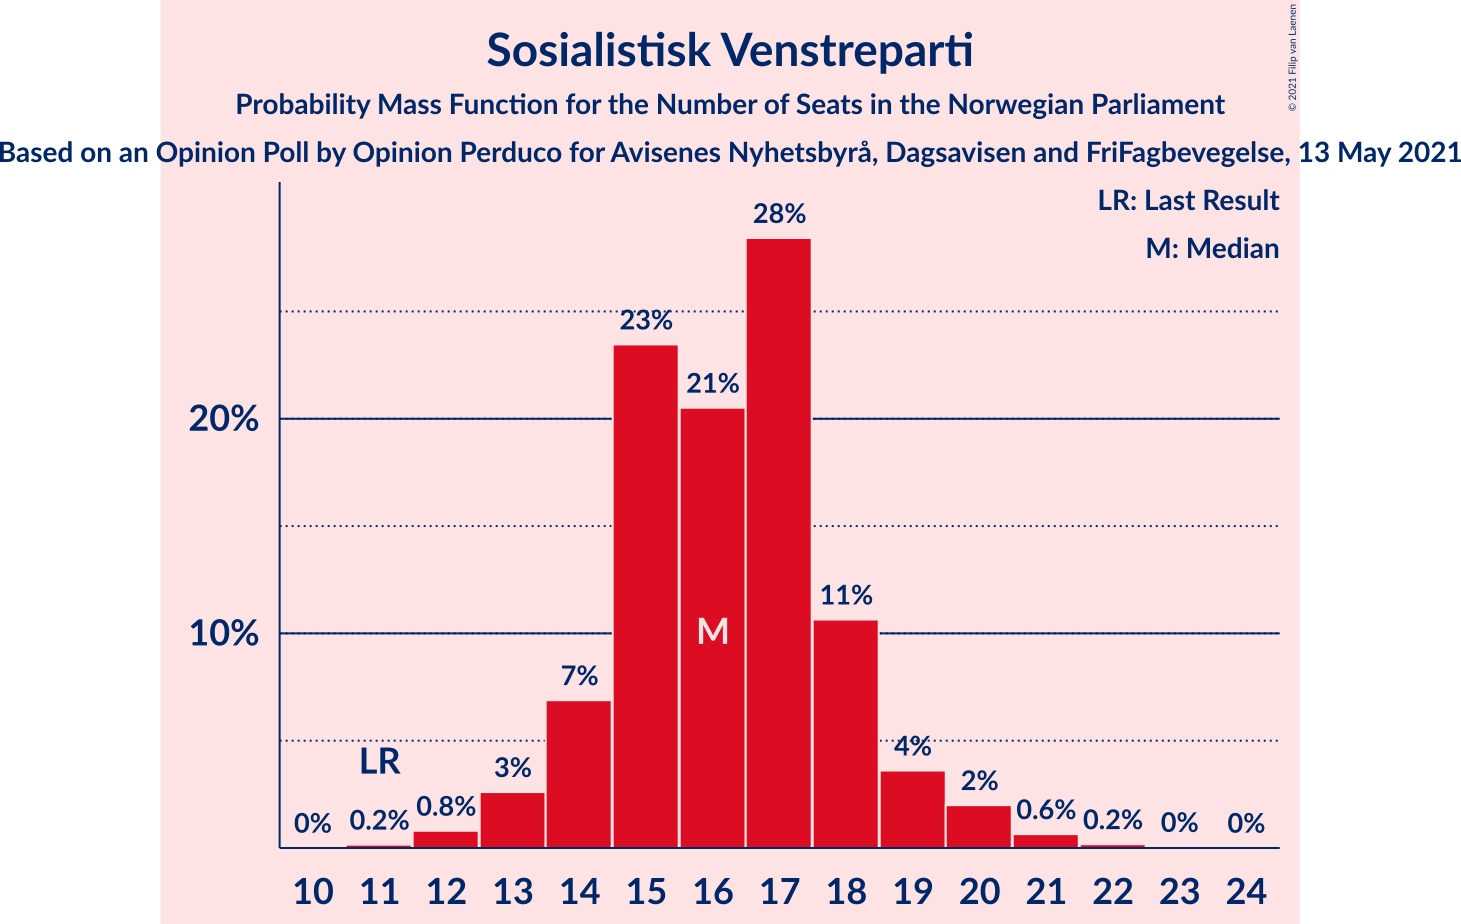 Sosialistisk Venstreparti
Probability Mass Function for the Number of Seats in the Norwegian Parliament
Based on an Opinion Poll by Opinion Perduco for Avisenes Nyhetsbyrå, Dagsavisen and FriFagbevegelse, 13 May 2021
© 2021 Filip van Laenen
LR: Last Result
M: Median
28%
23%
21%
20%
11%
M
10%
7%
4%
LR
3%
2%
0.8%
0.6%
0% 0.2% 0.2% 0% 0%
10 11 12 13 14 15 16 17 18 19 20 21 22 23 24